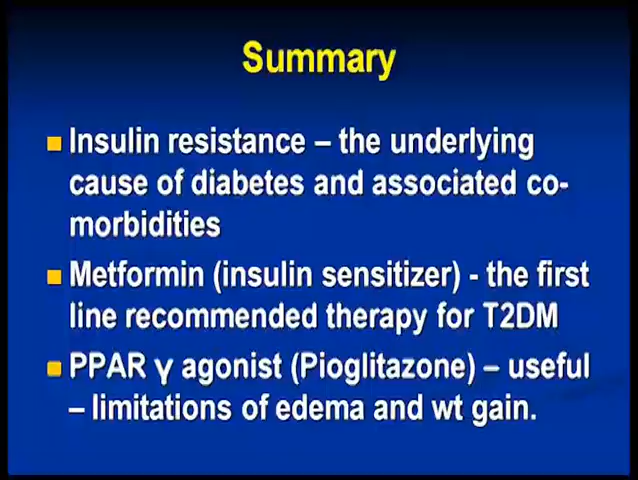 Summary
Insulin resistance – the underlying
cause of diabetes and associated co-
morbidities
Metformin (insulin sensitizer) - the first
line recommended therapy for T2DM
PPAR γ agonist (Pioglitazone) – useful
– limitations of edema and wt gain.